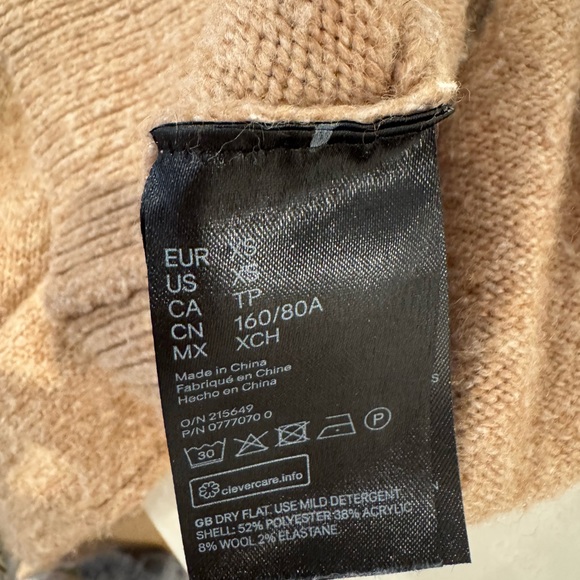 EUR XS
US XS
CA TP
CN 160/80A
MX XCH
Made in China
Fabriqué en Chine
Hecho en China
O/N 215649
P/N 0777070 0
30 P
clevercare.info
GB DRY FLAT. USE MILD DETERGENT.
SHELL: 52% POLYESTER 38% ACRYLIC
8% WOOL 2% ELASTANE